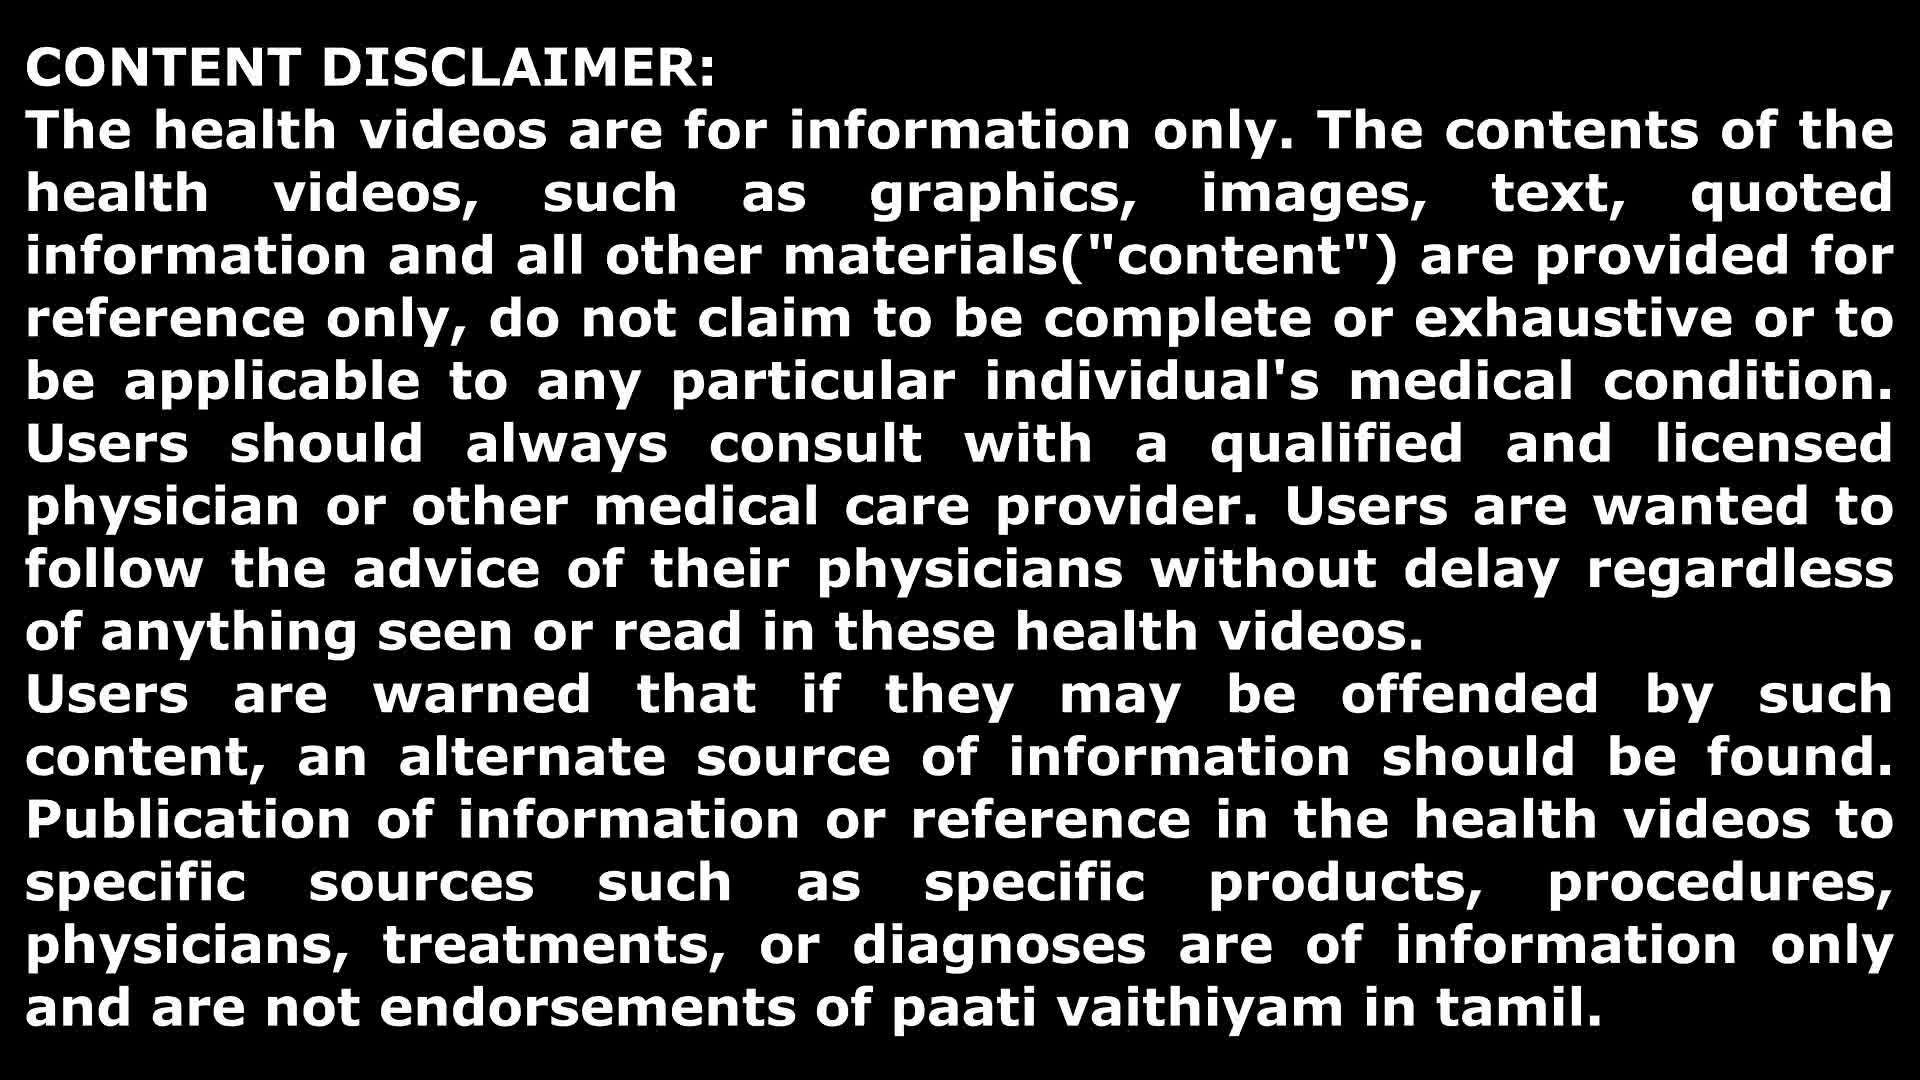 CONTENT DISCLAIMER:
The health videos are for information only. The contents of the
health videos, such as graphics, images, text, quoted
information and all other materials("content") are provided for
reference only, do not claim to be complete or exhaustive or to
be applicable to any particular individual's medical condition.
Users should always consult with a qualified and licensed
physician or other medical care provider. Users are wanted to
follow the advice of their physicians without delay regardless
of anything seen or read in these health videos.
Users are warned that if they may be offended by such
content, an alternate source of information should be found.
Publication of information or reference in the health videos to
specific sources such as specific products, procedures,
physicians, treatments, or diagnoses are of information only
and are not endorsements of paati vaithiyam in tamil.